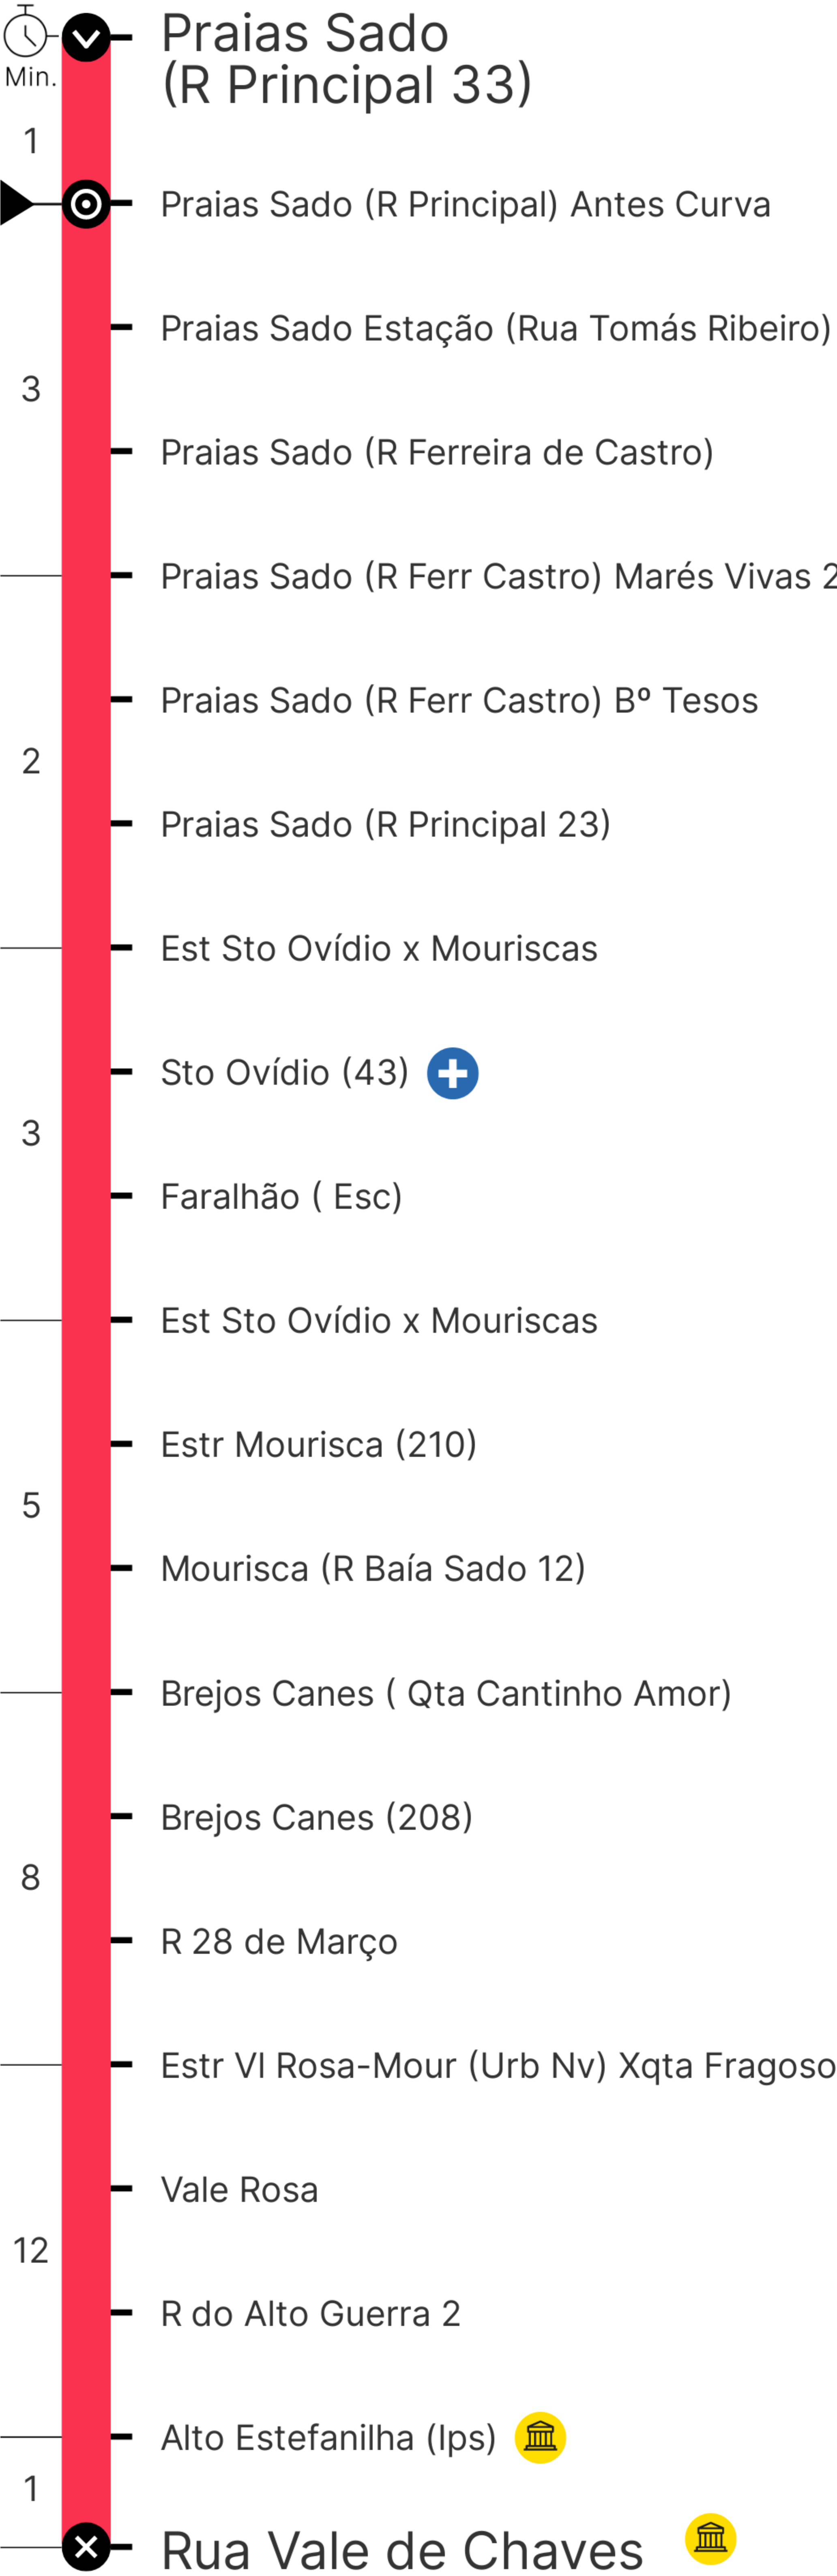 Praias Sado
(R Principal 33)
Min.
1
Praias Sado (R Principal) Antes Curva
Praias Sado Estação (Rua Tomás Ribeiro)
3
Praias Sado (R Ferreira de Castro)
Praias Sado (R Ferr Castro) Marés Vivas 2
Praias Sado (R Ferr Castro) Bº Tesos
2
Praias Sado (R Principal 23)
Est Sto Ovídio x Mouriscas
Sto Ovídio (43)
3
Faralhão ( Esc)
Est Sto Ovídio x Mouriscas
Estr Mourisca (210)
5
Mourisca (R Baía Sado 12)
Brejos Canes ( Qta Cantinho Amor)
Brejos Canes (208)
8
R 28 de Março
Estr Vl Rosa-Mour (Urb Nv) Xqta Fragoso
Vale Rosa
12
R do Alto Guerra 2
Alto Estefanilha (Ips)
1
Rua Vale de Chaves